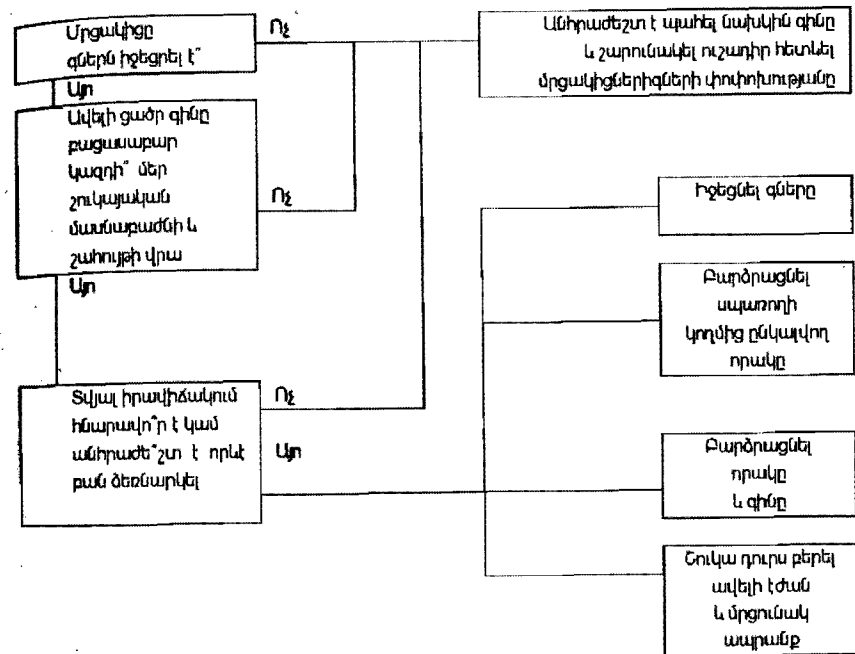 Մրցակիցը
գներն իջեցրել է՞
Ոչ
Այո
Ավելի ցածր գինը
բացասաբար
կազդի՞ մեր
շուկայական
մասնաբաժնի և
շահույթի վրա
Ոչ
Այո
Տվյալ իրավիճակում
հնարավո՞ր է կամ
անհրաժե՞շտ է որևէ
բան ձեռնարկել
Ոչ
Այո
Անհրաժեշտ է պահել նախկին գինը
և շարունակել ուշադիր հետևել
մրցակիցներիգների փոփոխությանը
Իջեցնել գները
Բարձրացնել
սպառողի
կողմից ընկալվող
որակը
Բարձրացնել
որակը
և գինը
Շուկա դուրս բերել
ավելի էժան
և մրցունակ
ապրանք